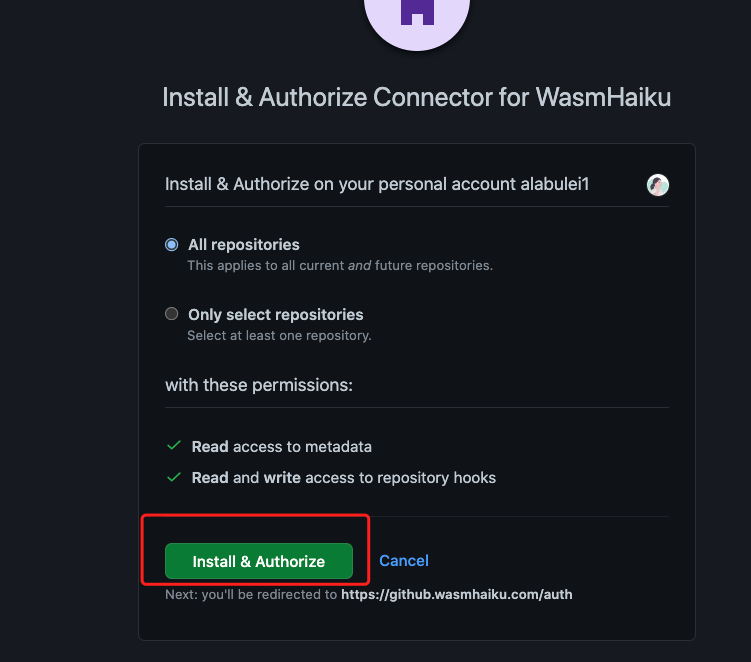 Install & Authorize Connector for WasmHaiku
Install & Authorize on your personal account alabulei1
All repositories
This applies to all current and future repositories.
Only select repositories
Select at least one repository.
with these permissions:
Read access to metadata
Read and write access to repository hooks
Install & Authorize Cancel
Next: you'll be redirected to https://github.wasmhaiku.com/auth